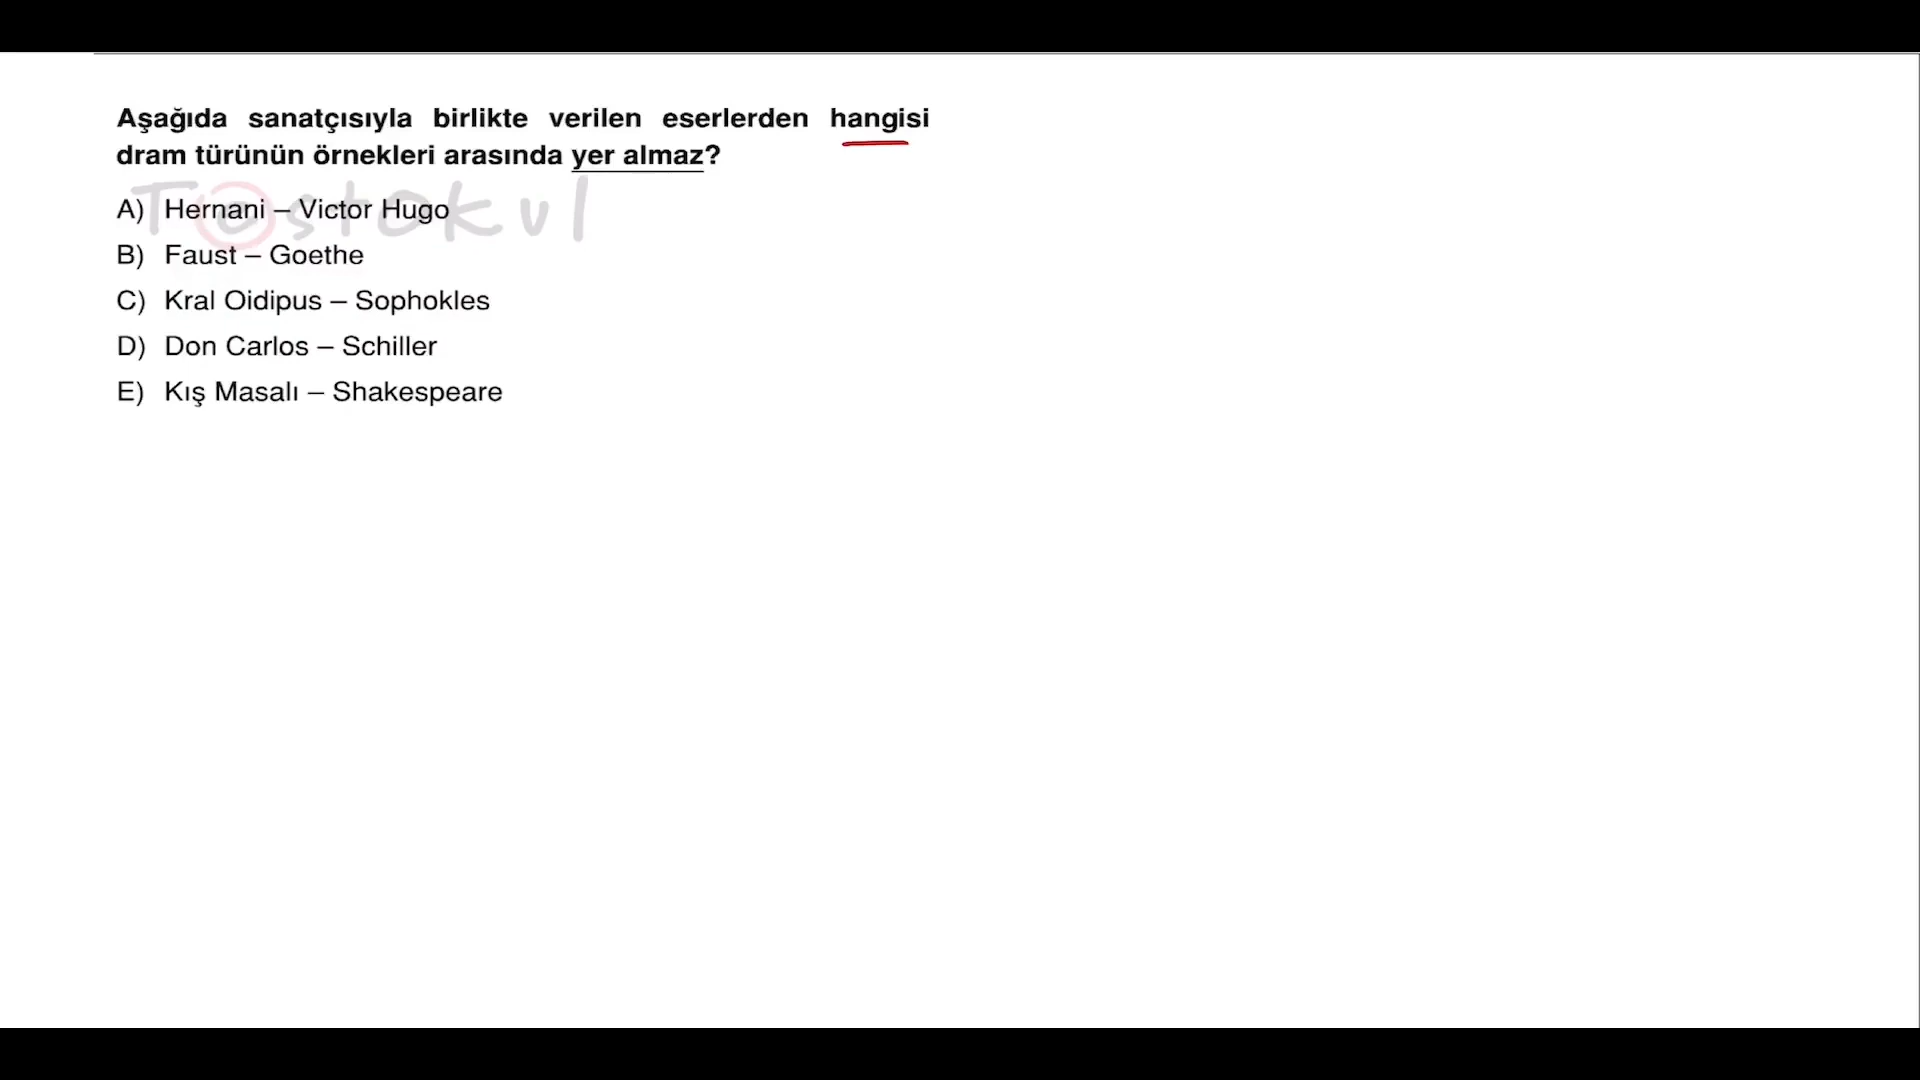 Aşağıda sanatçısıyla birlikte verilen eserlerden hangisi
dram türünün örnekleri arasında yer almaz?
Testokul
A) Hernani – Victor Hugo
B) Faust – Goethe
C) Kral Oidipus – Sophokles
D) Don Carlos – Schiller
E) Kış Masalı – Shakespeare